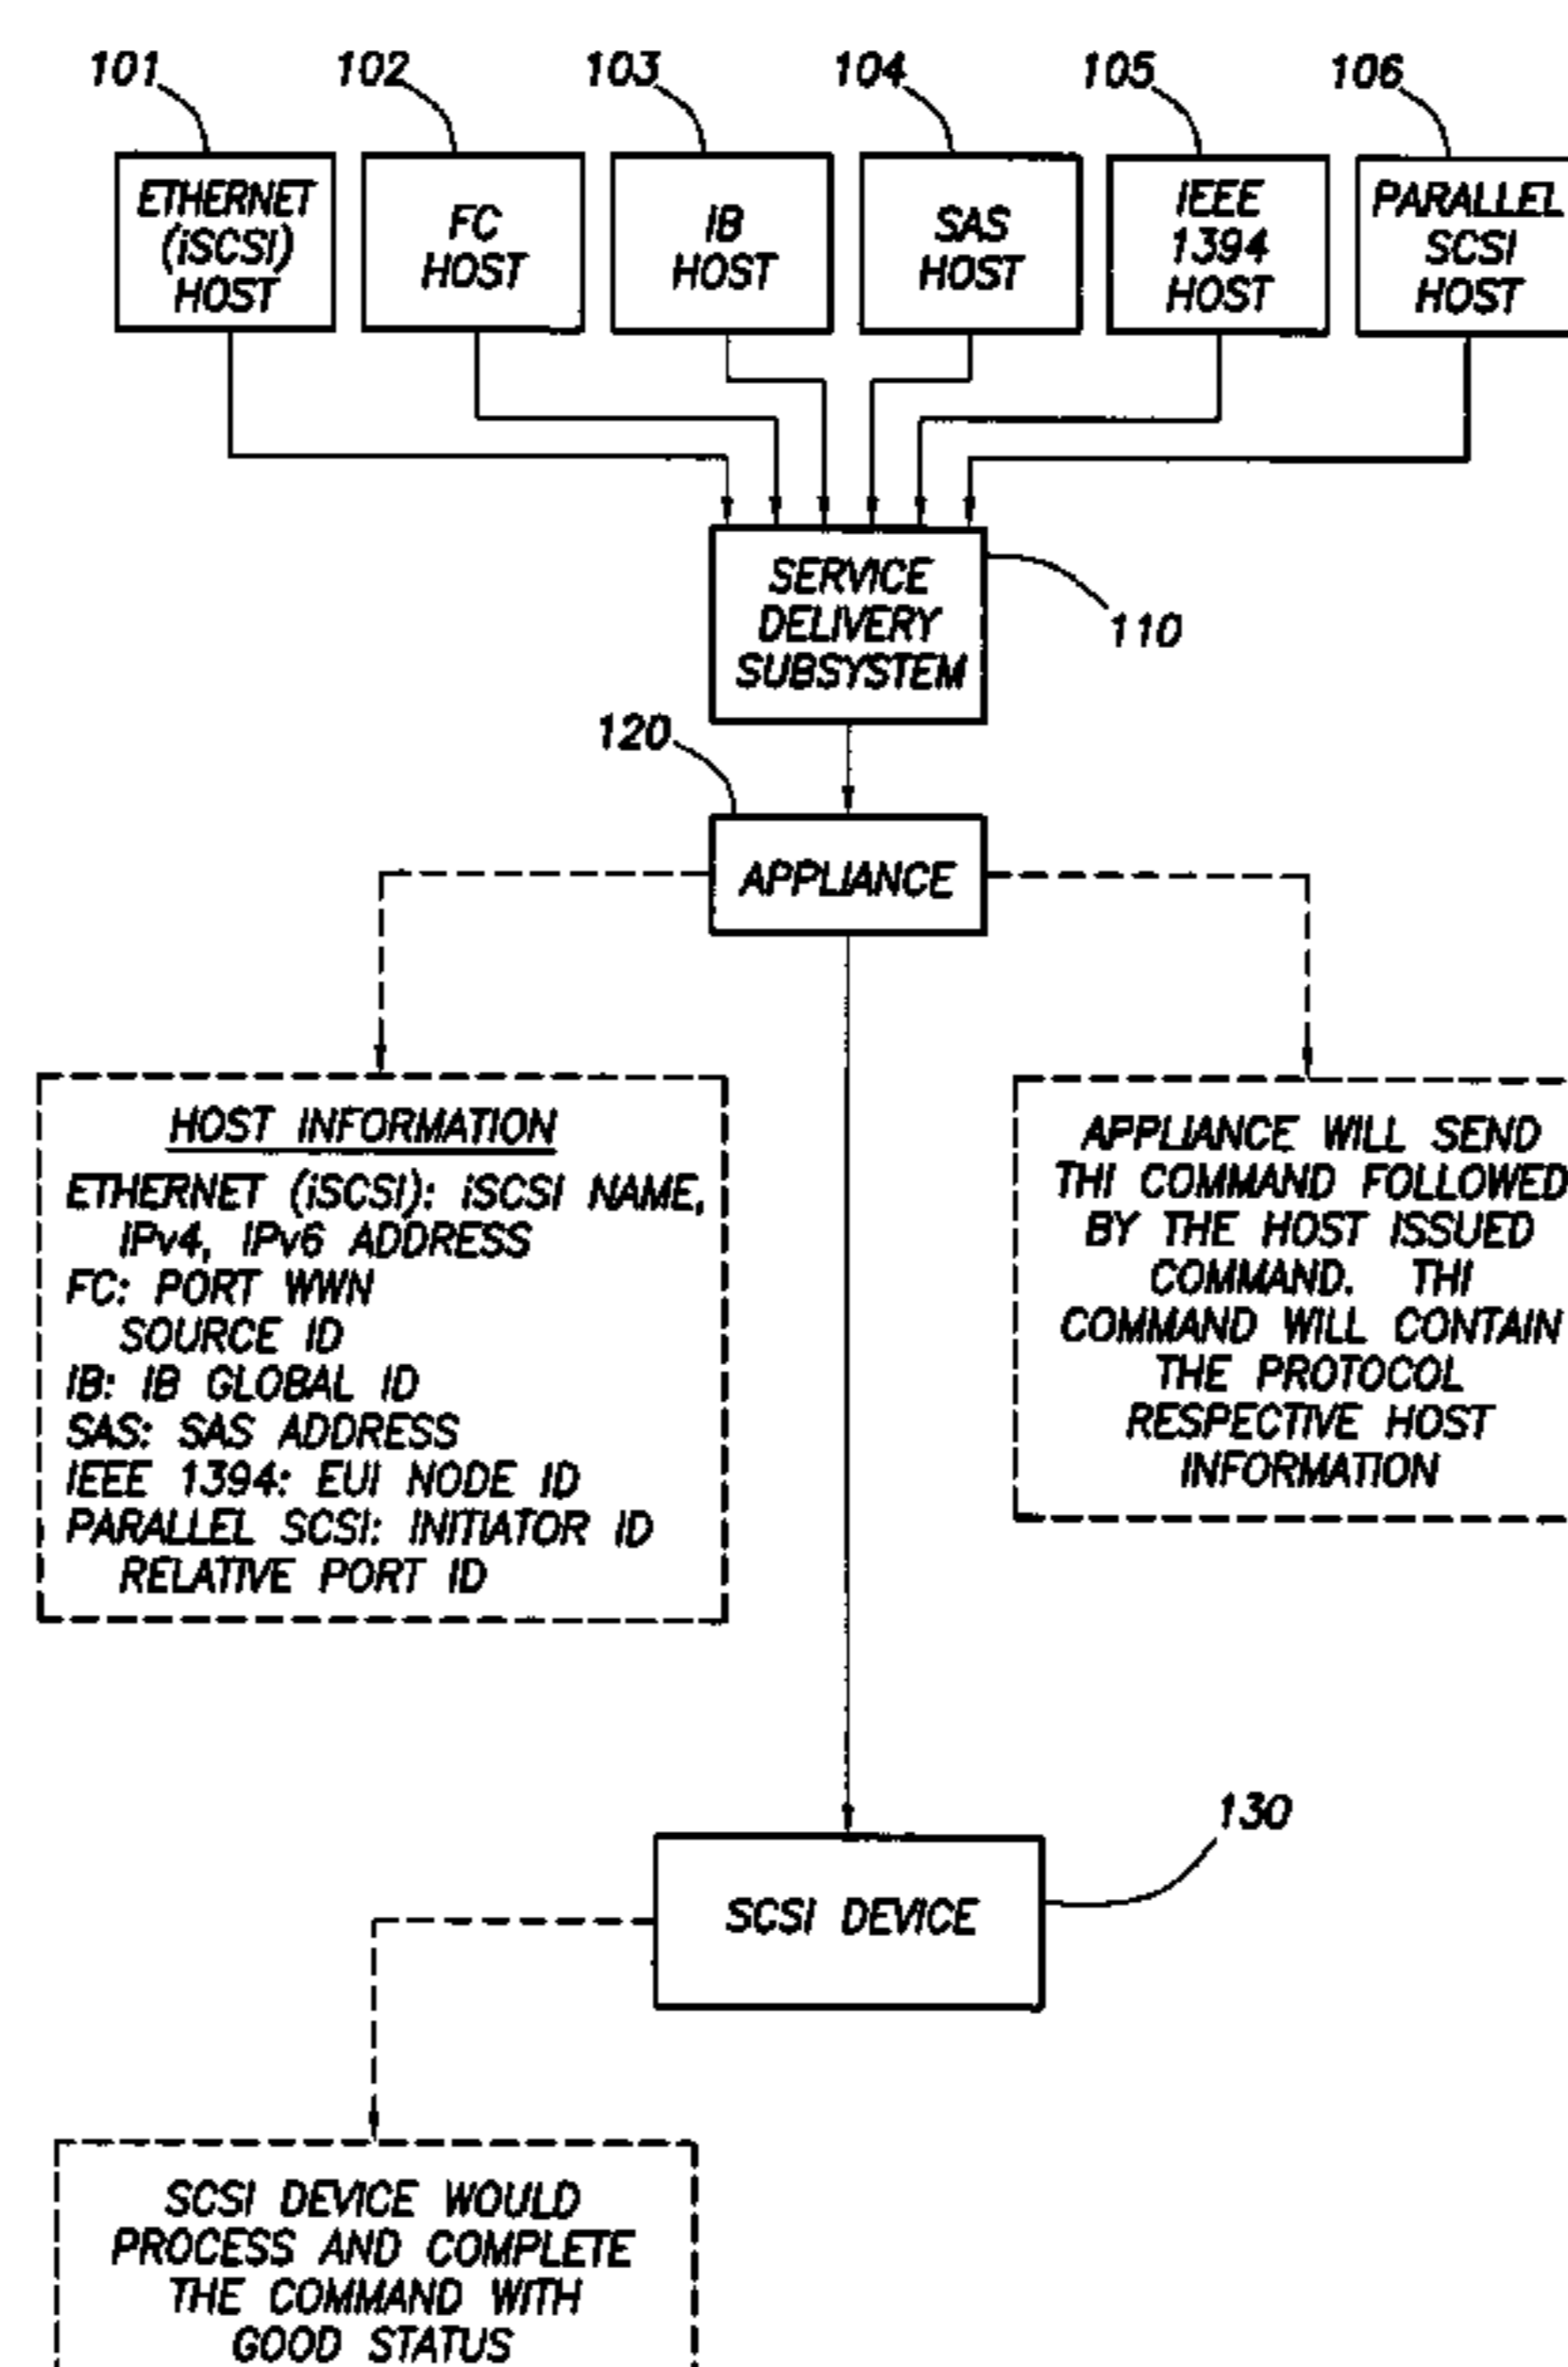 101
102
103
104
105
106
ETHERNET
(iSCSI)
HOST
FC
HOST
IB
HOST
SAS
HOST
IEEE
1394
HOST
PARALLEL
SCSI
HOST
SERVICE
DELIVERY
SUBSYSTEM
110
120
APPLIANCE
HOST INFORMATION
ETHERNET (iSCSI): iSCSI NAME,
IPv4, IPv6 ADDRESS
FC: PORT WWN
SOURCE ID
IB: IB GLOBAL ID
SAS: SAS ADDRESS
IEEE 1394: EUI NODE ID
PARALLEL SCSI: INITIATOR ID
RELATIVE PORT ID
APPLIANCE WILL SEND
THI COMMAND FOLLOWED
BY THE HOST ISSUED
COMMAND. THI
COMMAND WILL CONTAIN
THE PROTOCOL
RESPECTIVE HOST
INFORMATION
130
SCSI DEVICE
SCSI DEVICE WOULD
PROCESS AND COMPLETE
THE COMMAND WITH
GOOD STATUS